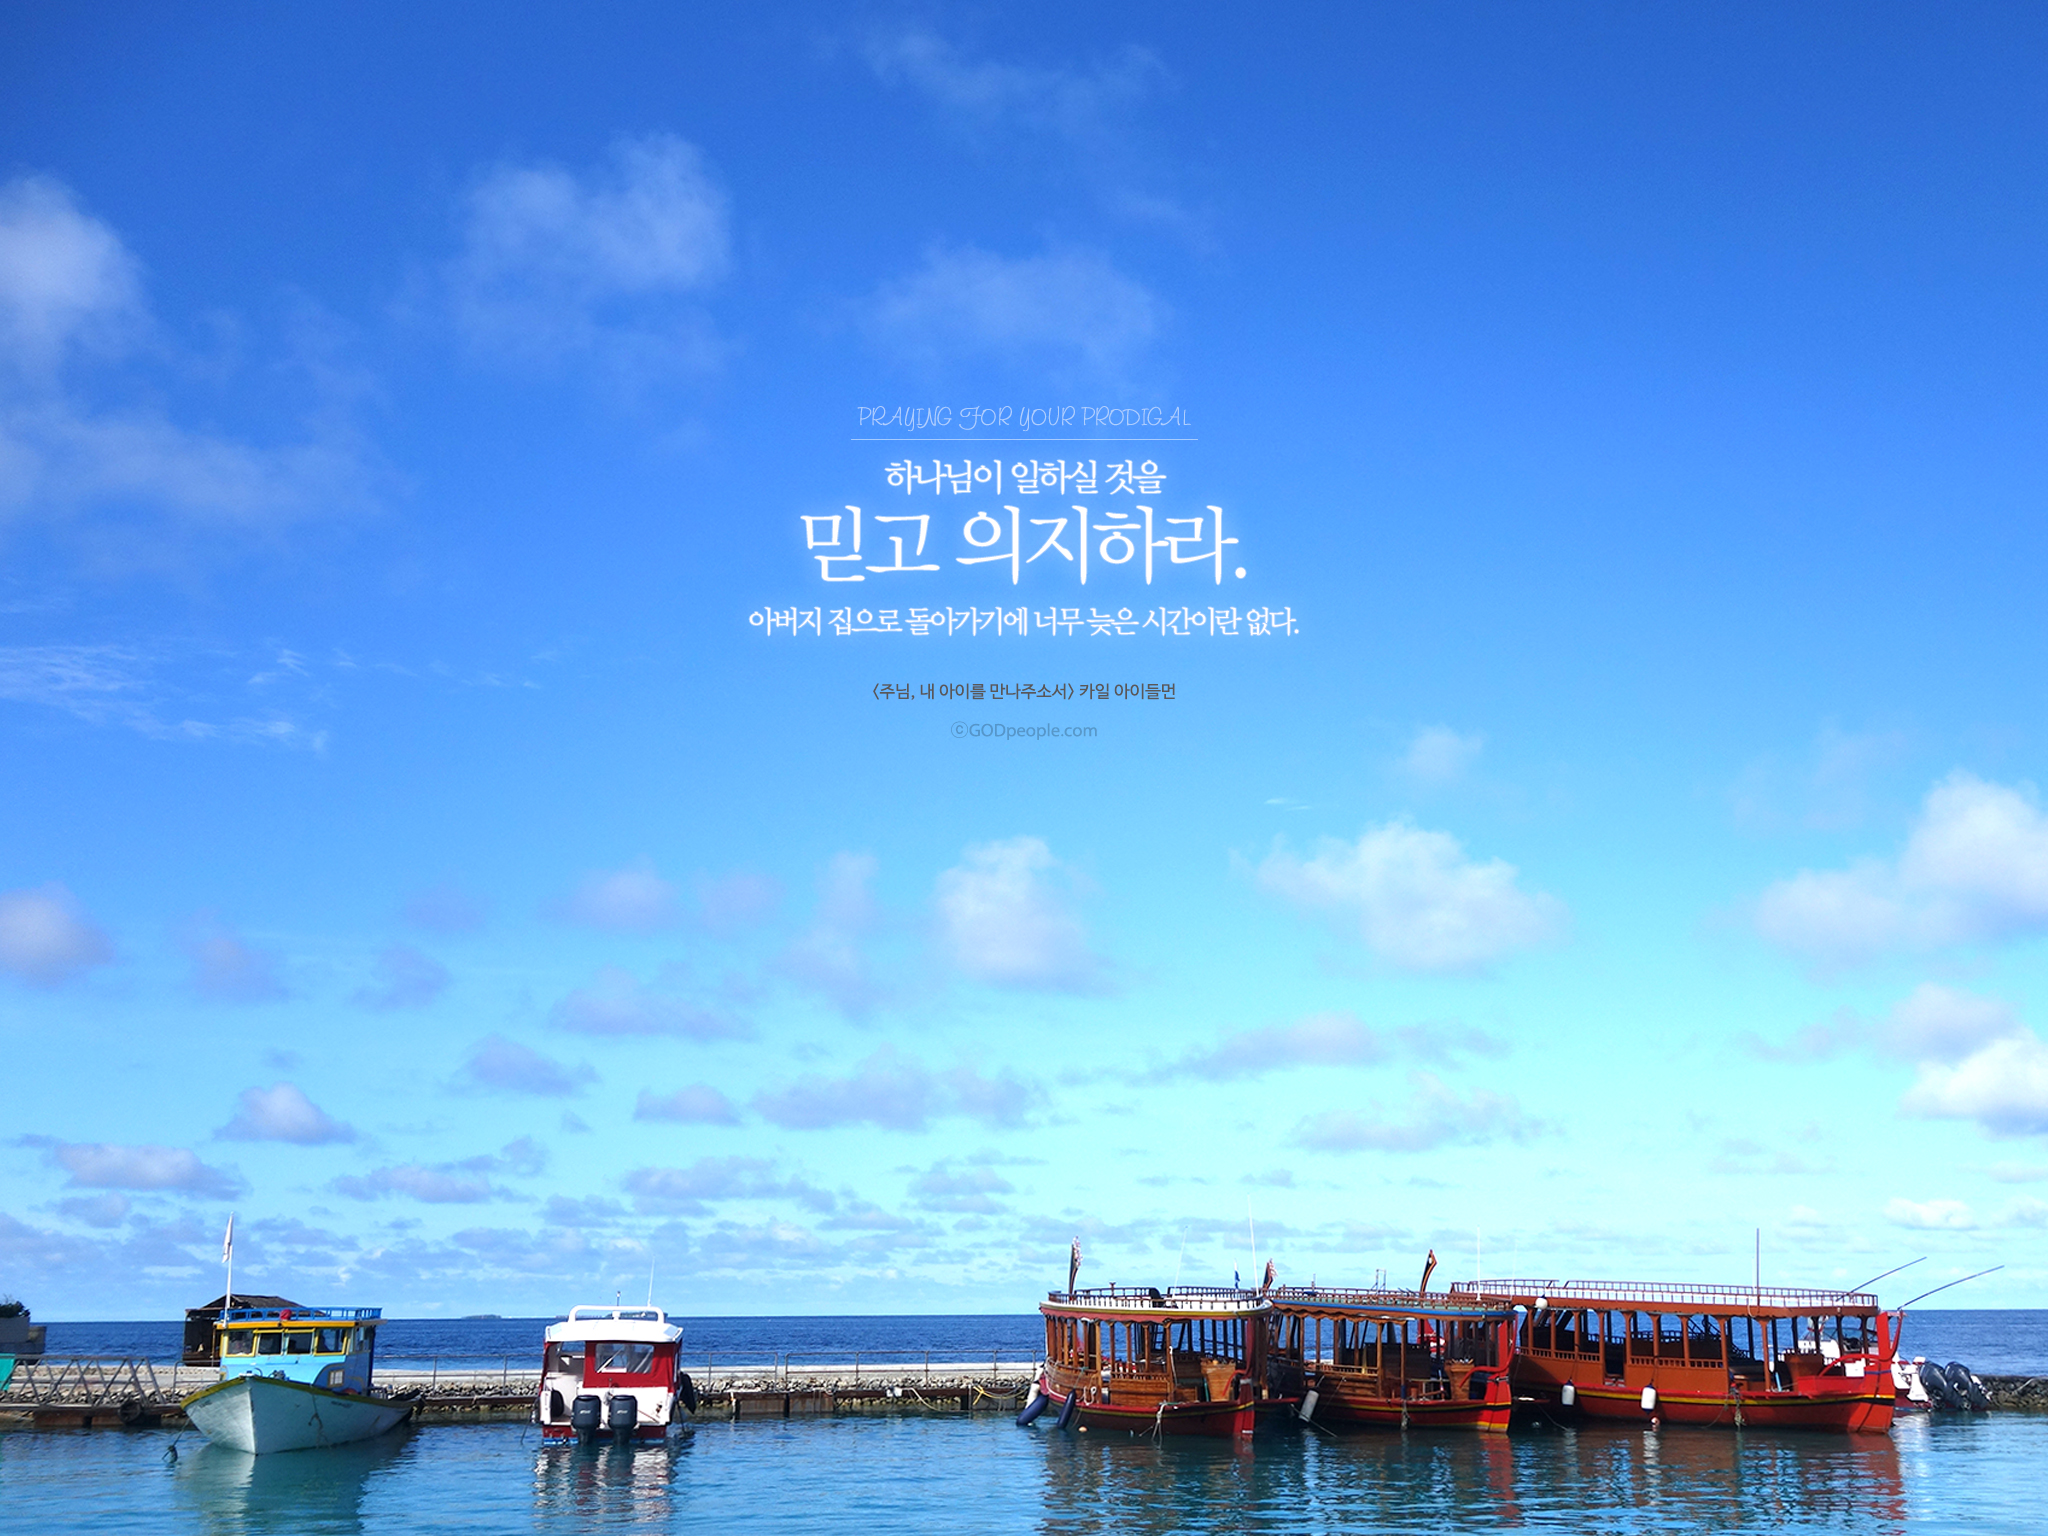 PRAYING FOR YOUR PRODIGAL
하나님이 일하실 것을
믿고 의지하라.
아버지 집으로 돌아가기에 너무 늦은 시간이란 없다.
<주님, 내 아이를 만나주소서> 카일 아이들먼
ⓒGODpeople.com